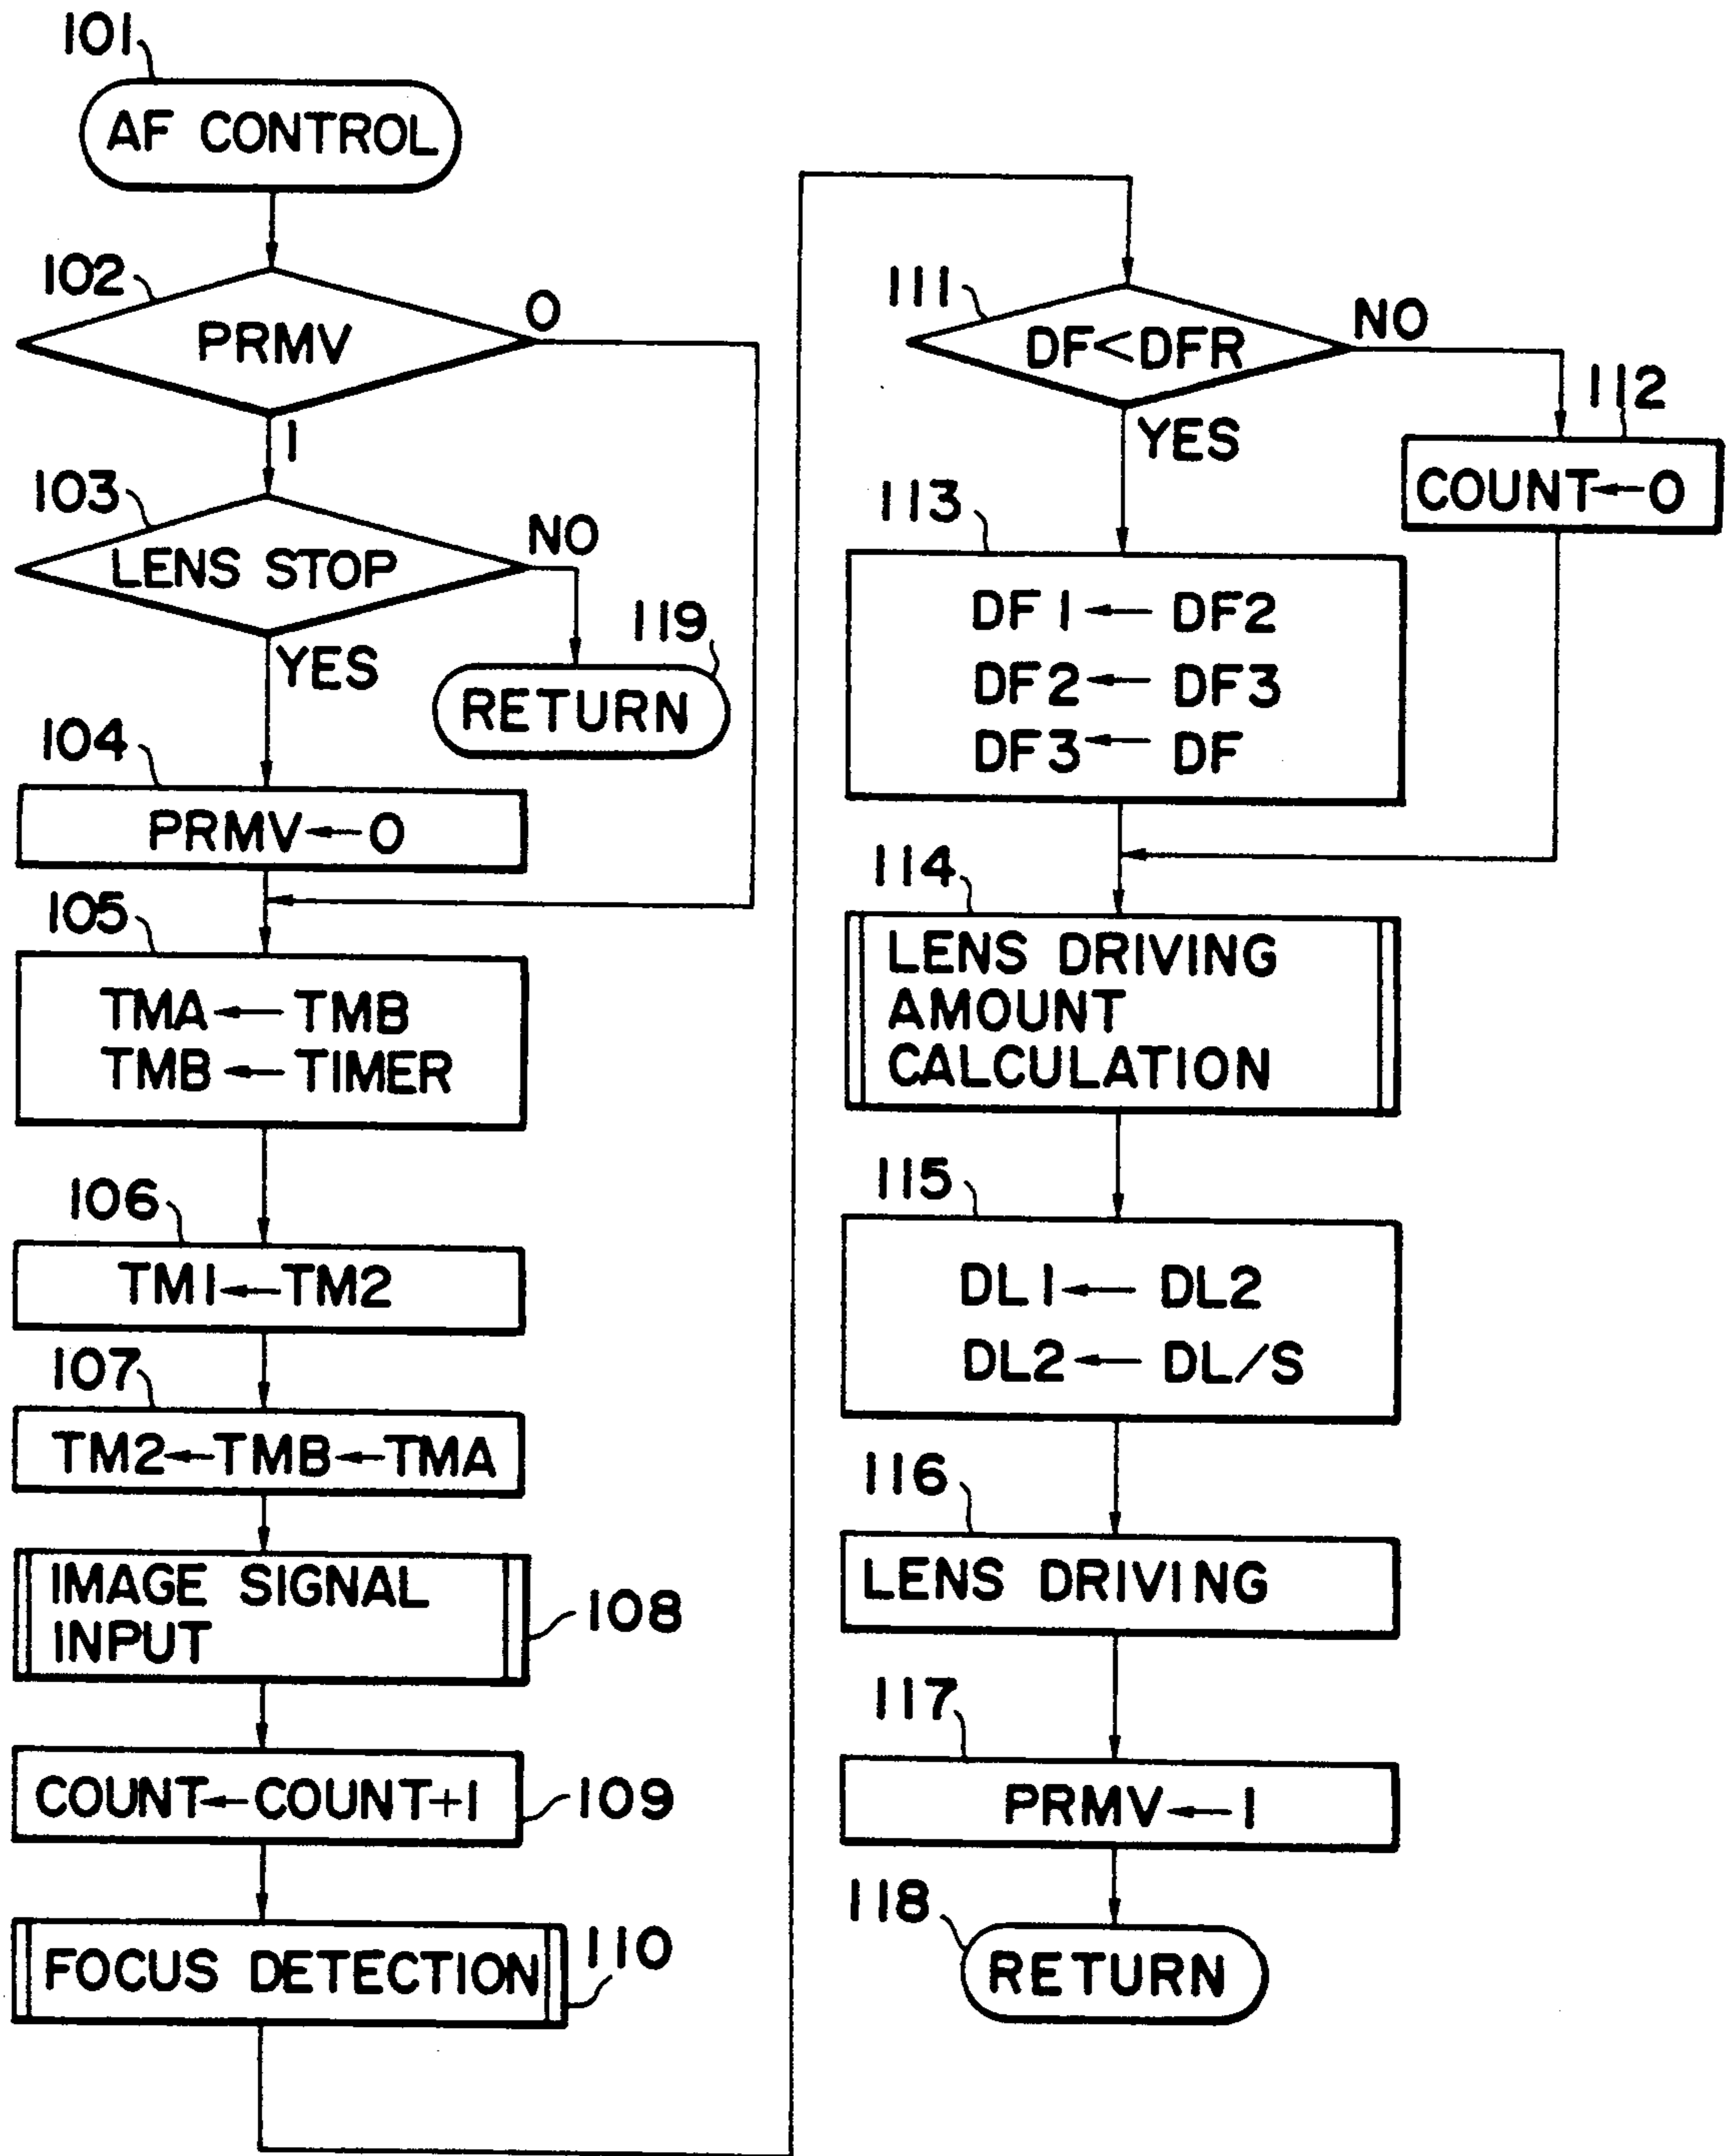 101
AF CONTROL
102
PRMV
0
1
103
LENS STOP
NO
YES
119
RETURN
104
PRMV←0
105
TMA←TMB
TMB←TIMER
106
TM1←TM2
107
TM2←TMB←TMA
IMAGE SIGNAL
INPUT
108
COUNT←COUNT+1
109
FOCUS DETECTION
110
111
DF<DFR
NO
YES
112
COUNT←0
113
DF1←DF2
DF2←DF3
DF3←DF
114
LENS DRIVING
AMOUNT
CALCULATION
115
DL1←DL2
DL2←DL/S
116
LENS DRIVING
117
PRMV←1
118
RETURN